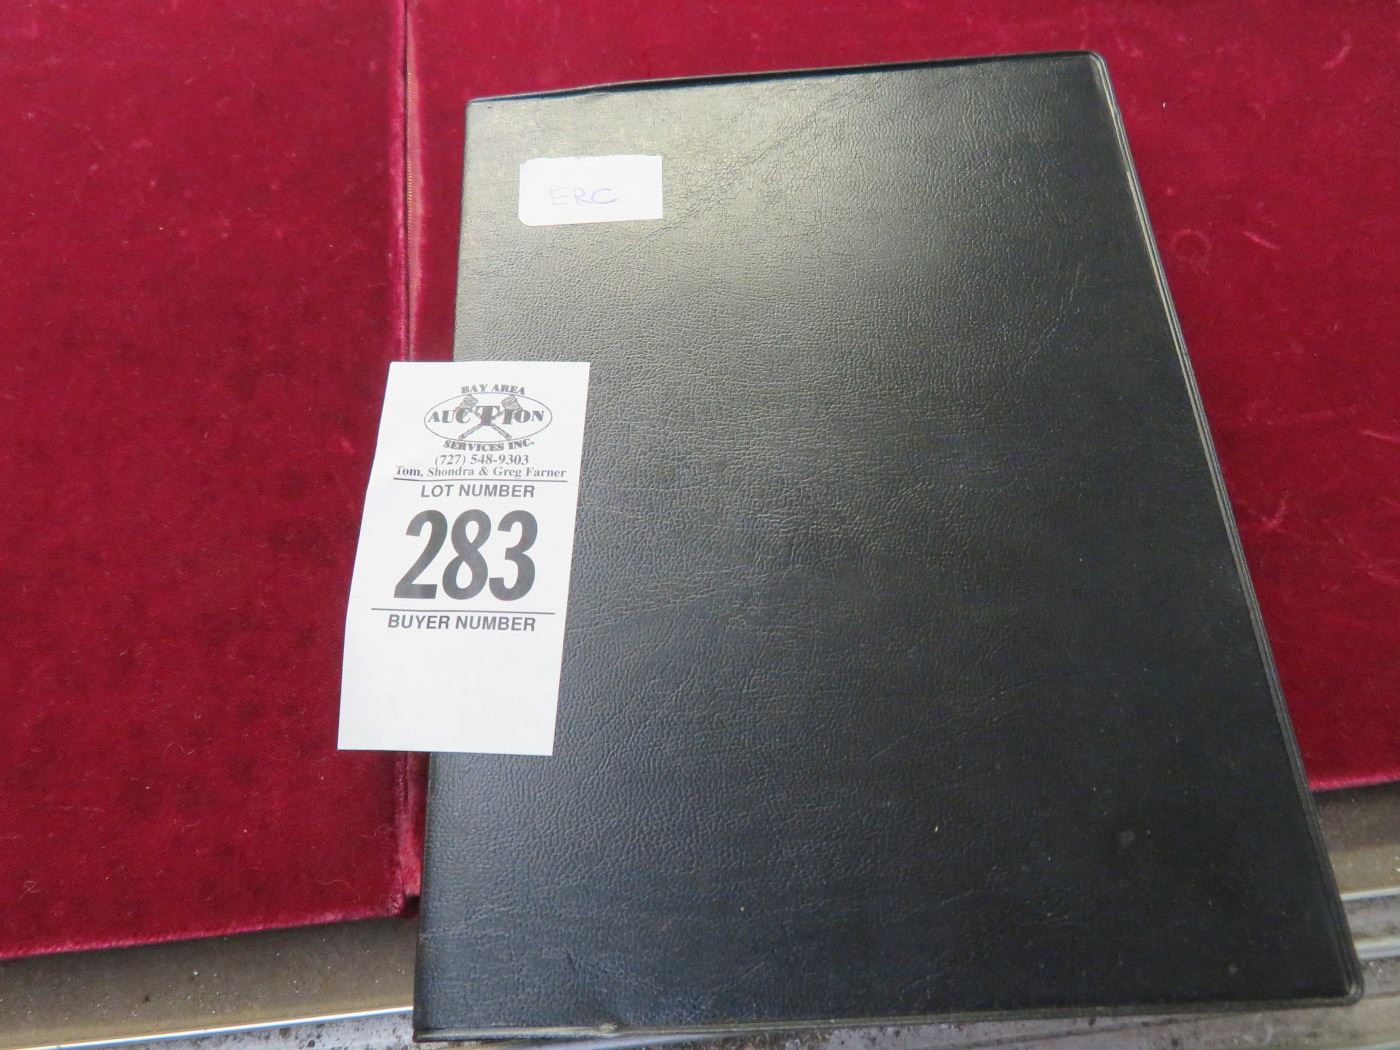 ERC
BAY AREA
AUCTION
SERVICES INC.
(727) 548-9303
Tom, Shondra & Greg Farner
LOT NUMBER
283
BUYER NUMBER